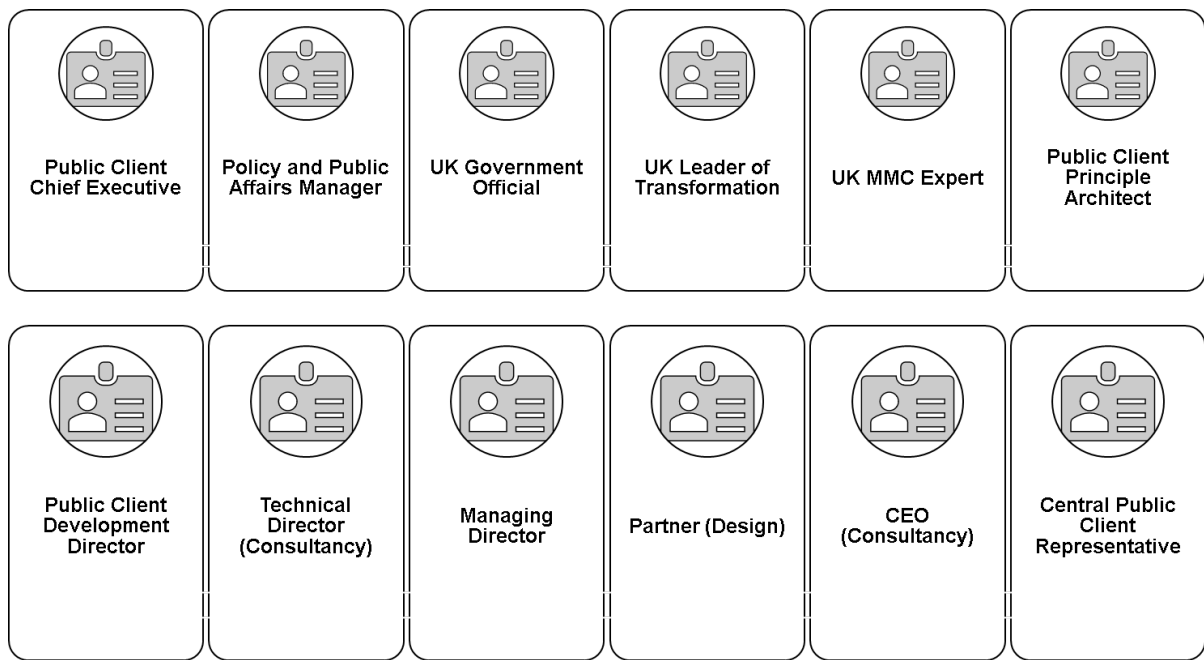 Public Client
Chief Executive
Policy and Public
Affairs Manager
UK Government
Official
UK Leader of
Transformation
UK MMC Expert
Public Client
Principle
Architect
Public Client
Development
Director
Technical
Director
(Consultancy)
Managing
Director
Partner (Design)
CEO
(Consultancy)
Central Public
Client
Representative